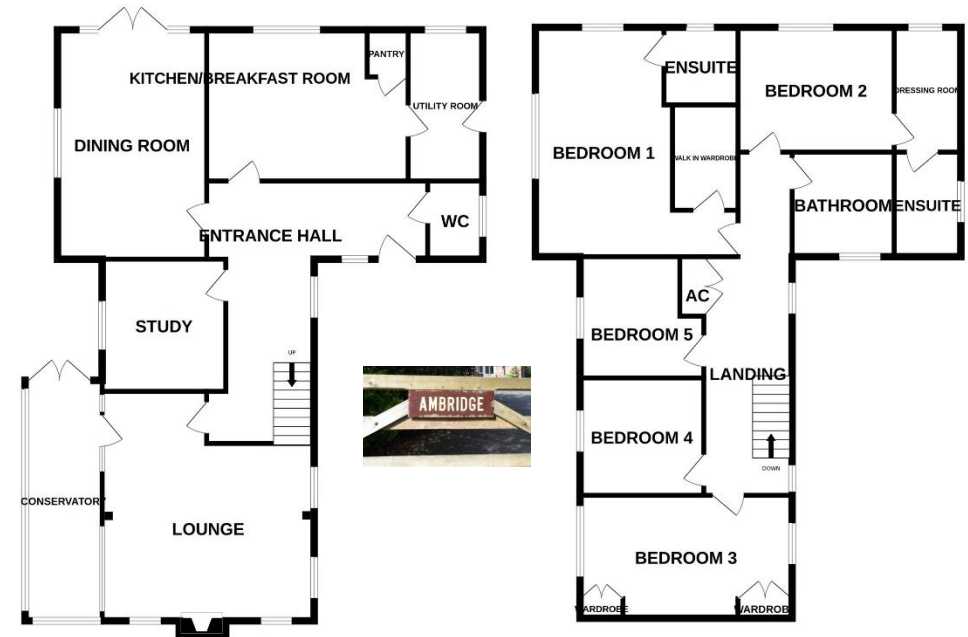 PANTRY
KITCHEN/BREAKFAST ROOM
UTILITY ROOM
DINING ROOM
WC
ENTRANCE HALL
STUDY
UP
CONSERVATORY
LOUNGE
AMBRIDGE
ENSUITE
BEDROOM 2
DRESSING ROOM
BEDROOM 1
WALK IN WARDROBE
BATHROOM
ENSUITE
AC
BEDROOM 5
LANDING
BEDROOM 4
DOWN
BEDROOM 3
WARDROBE
WARDROBE